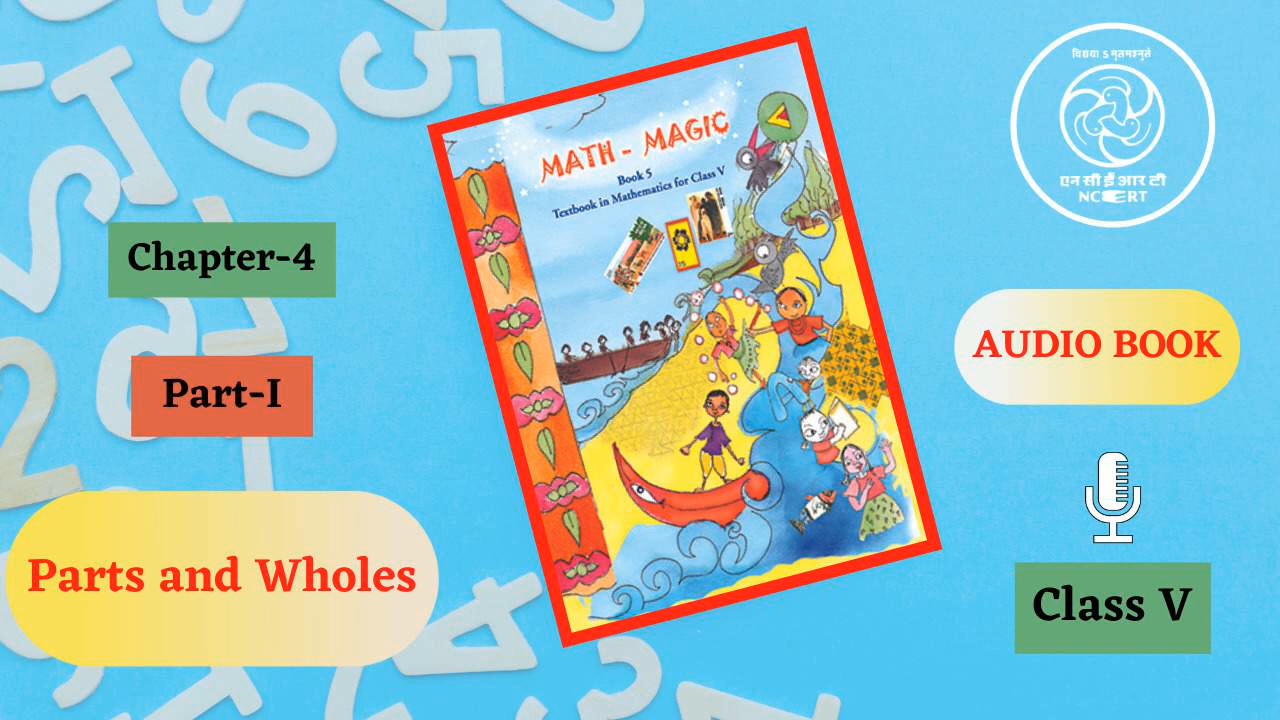 Chapter-4
Part-I
Parts and Wholes
MATH - MAGIC
Book 5
Textbook in Mathematics for Class V
विद्यया ऽ मृतमश्नुते
एन सी ई आर टी
NCERT
AUDIO BOOK
Class V